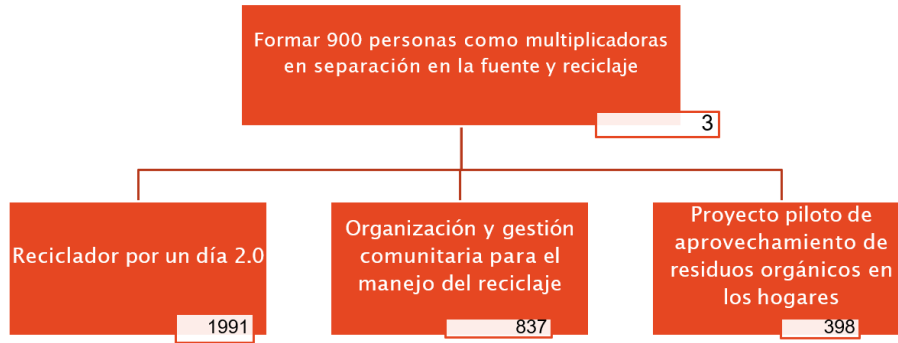 Formar 900 personas como multiplicadoras
en separación en la fuente y reciclaje
3
Reciclador por un día 2.0
1991
Organización y gestión
comunitaria para el
manejo del reciclaje
837
Proyecto piloto de
aprovechamiento de
residuos orgánicos en
los hogares
398